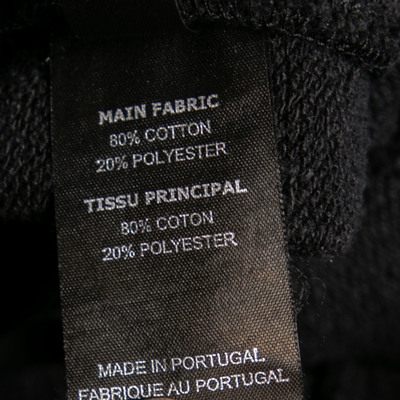 MAIN FABRIC
80% COTTON
20% POLYESTER
TISSU PRINCIPAL
80% COTON
20% POLYESTER
MADE IN PORTUGAL
FABRIQUE AU PORTUGAL